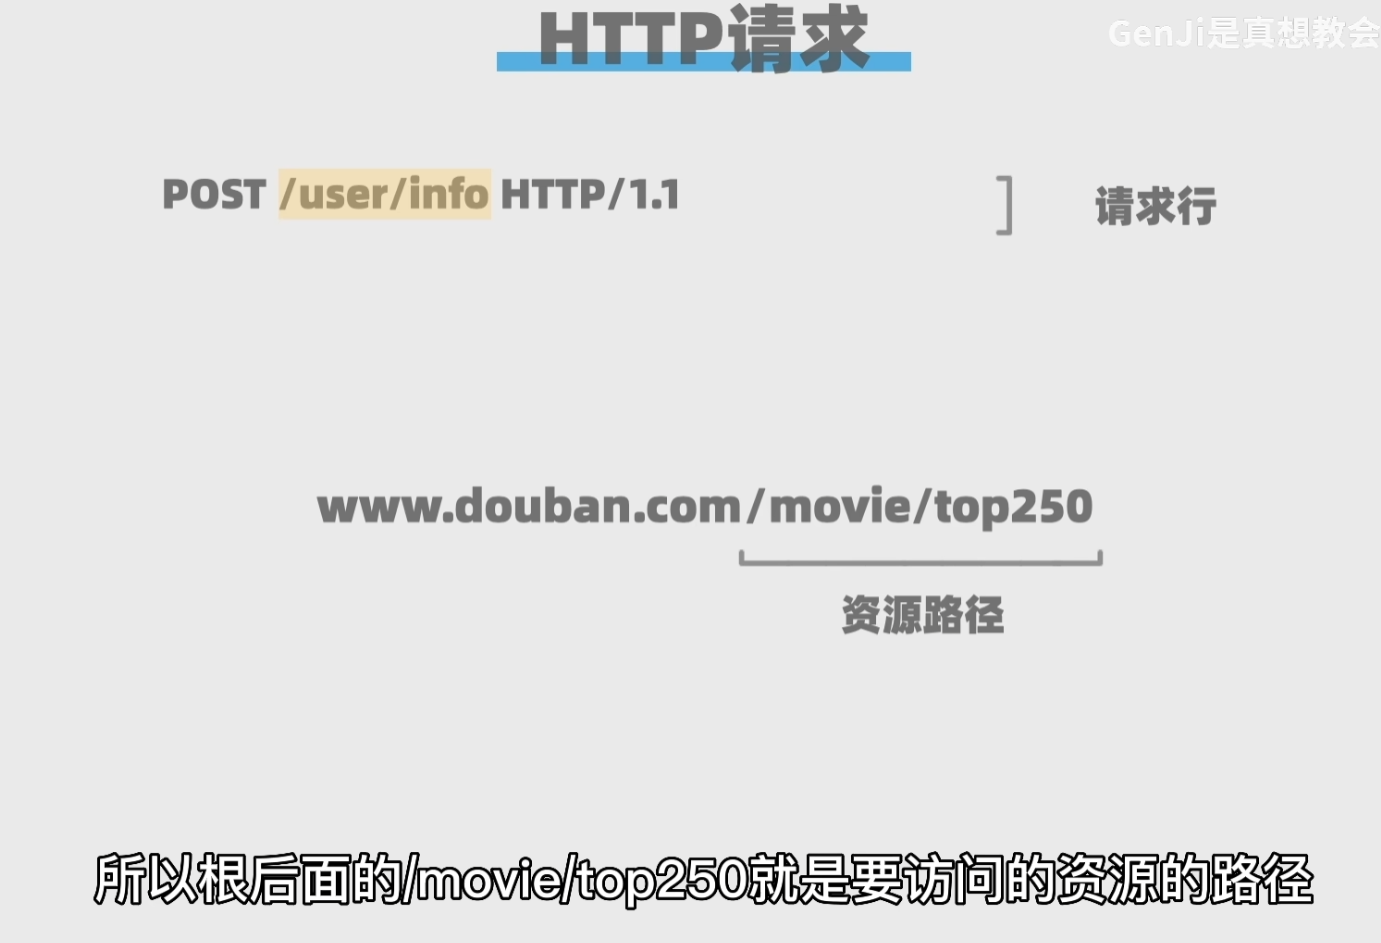 HTTP请求
GenJi是真想教会
POST /user/info HTTP/1.1
请求行
www.douban.com/movie/top250
资源路径
所以根后面的/movie/top250就是要访问的资源的路径